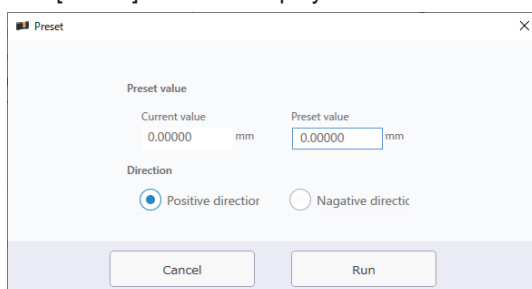 Preset
Preset value
Current value Preset value
0.00000 mm 0.00000 mm
Direction
Positive direction Nagative directic
Cancel Run